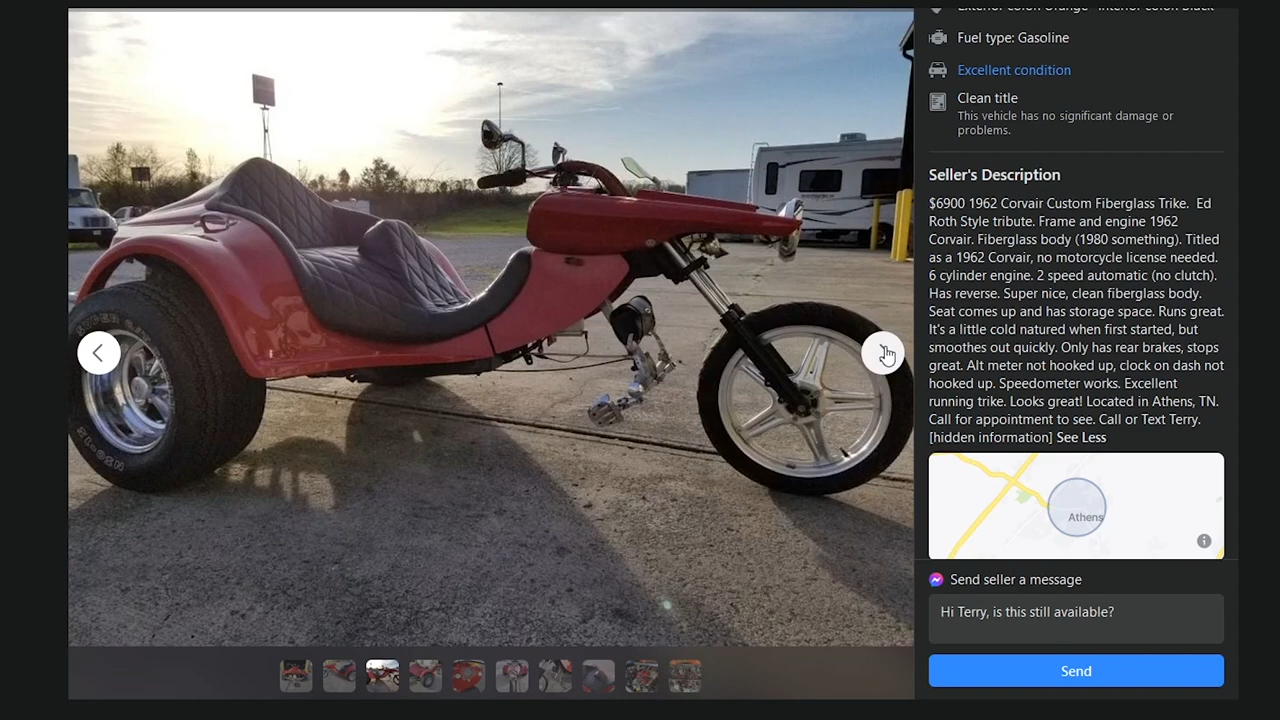 Exterior color: Orange · Interior color: Black
Fuel type: Gasoline
Excellent condition
Clean title
This vehicle has no significant damage or
problems.
Seller's Description
$6900 1962 Corvair Custom Fiberglass Trike. Ed
Roth Style tribute. Frame and engine 1962
Corvair. Fiberglass body (1980 something). Titled
as a 1962 Corvair, no motorcycle license needed.
6 cylinder engine. 2 speed automatic (no clutch).
Has reverse. Super nice, clean fiberglass body.
Seat comes up and has storage space. Runs great.
It's a little cold natured when first started, but
smoothes out quickly. Only has rear brakes, stops
great. Alt meter not hooked up, clock on dash not
hooked up. Speedometer works. Excellent
running trike. Looks great! Located in Athens, TN.
Call for appointment to see. Call or Text Terry.
[hidden information] See Less
Athens
Send seller a message
Hi Terry, is this still available?
Send